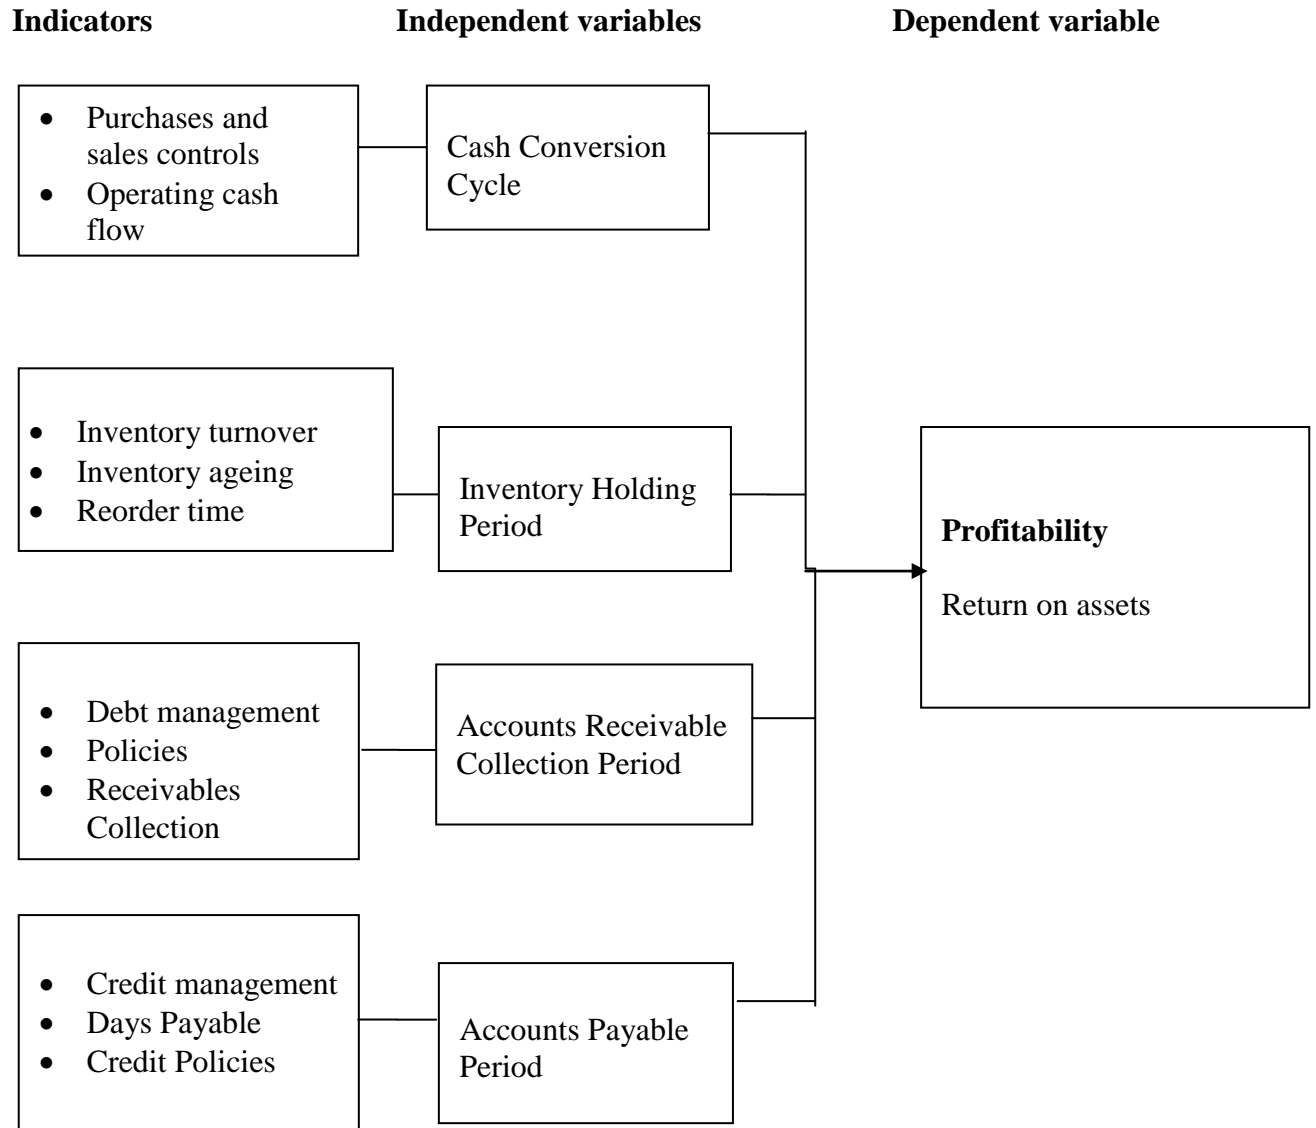 Indicators
Independent variables
Dependent variable
• Purchases and
sales controls
• Operating cash
flow
Cash Conversion
Cycle
• Inventory turnover
• Inventory ageing
• Reorder time
Inventory Holding
Period
Profitability
Return on assets
• Debt management
• Policies
• Receivables
Collection
Accounts Receivable
Collection Period
• Credit management
• Days Payable
• Credit Policies
Accounts Payable
Period